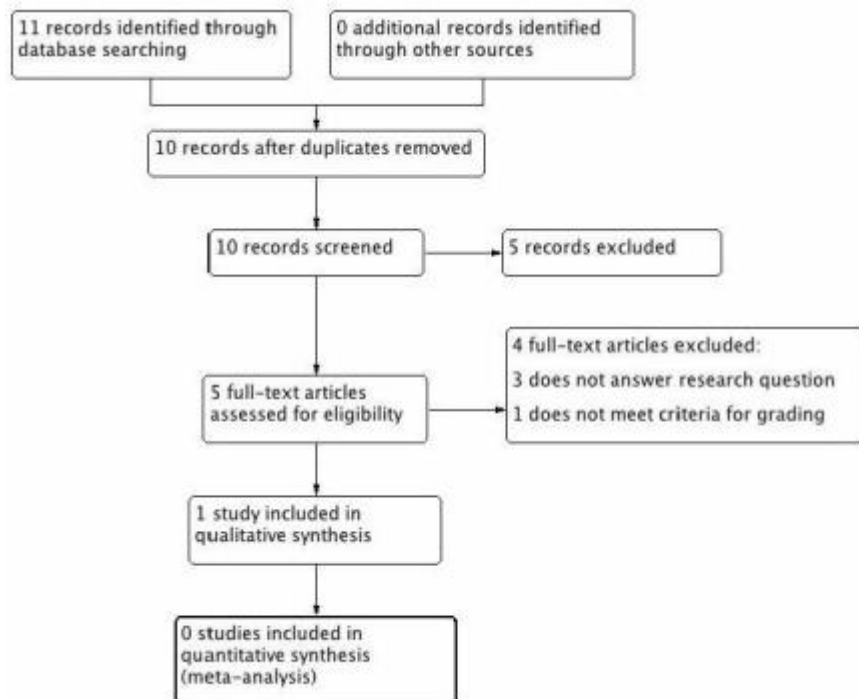 11 records identified through
database searching
0 additional records identified
through other sources
10 records after duplicates removed
10 records screened
5 records excluded
5 full-text articles
assessed for eligibility
4 full-text articles excluded:
3 does not answer research question
1 does not meet criteria for grading
1 study included in
qualitative synthesis
0 studies included in
quantitative synthesis
(meta-analysis)